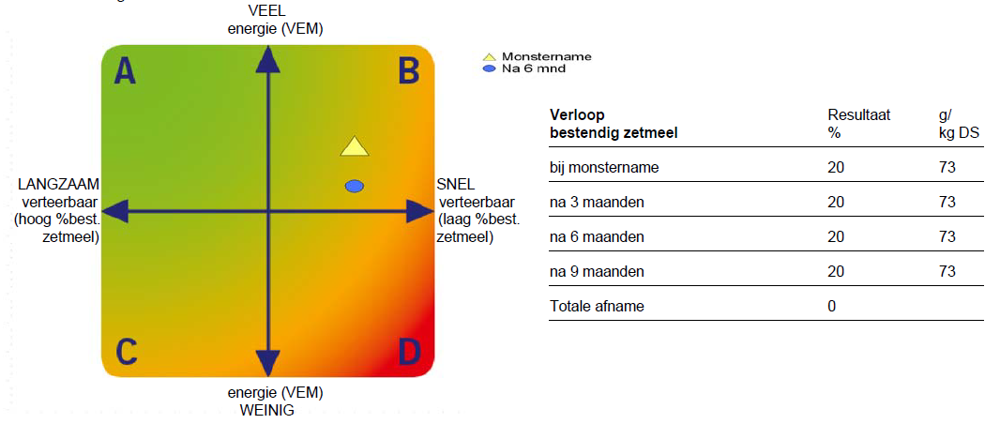 VEEL
energie (VEM)
A
B
Monstername
Na 6 mnd
LANGZAAM
verteerbaar
(hoog %best.
zetmeel)
SNEL
verteerbaar
(laag %best.
zetmeel)
C
D
energie (VEM)
WEINIG
Verloop
bestendig zetmeel
Resultaat
%
g/
kg DS
bij monstername 20 73
na 3 maanden 20 73
na 6 maanden 20 73
na 9 maanden 20 73
Totale afname 0